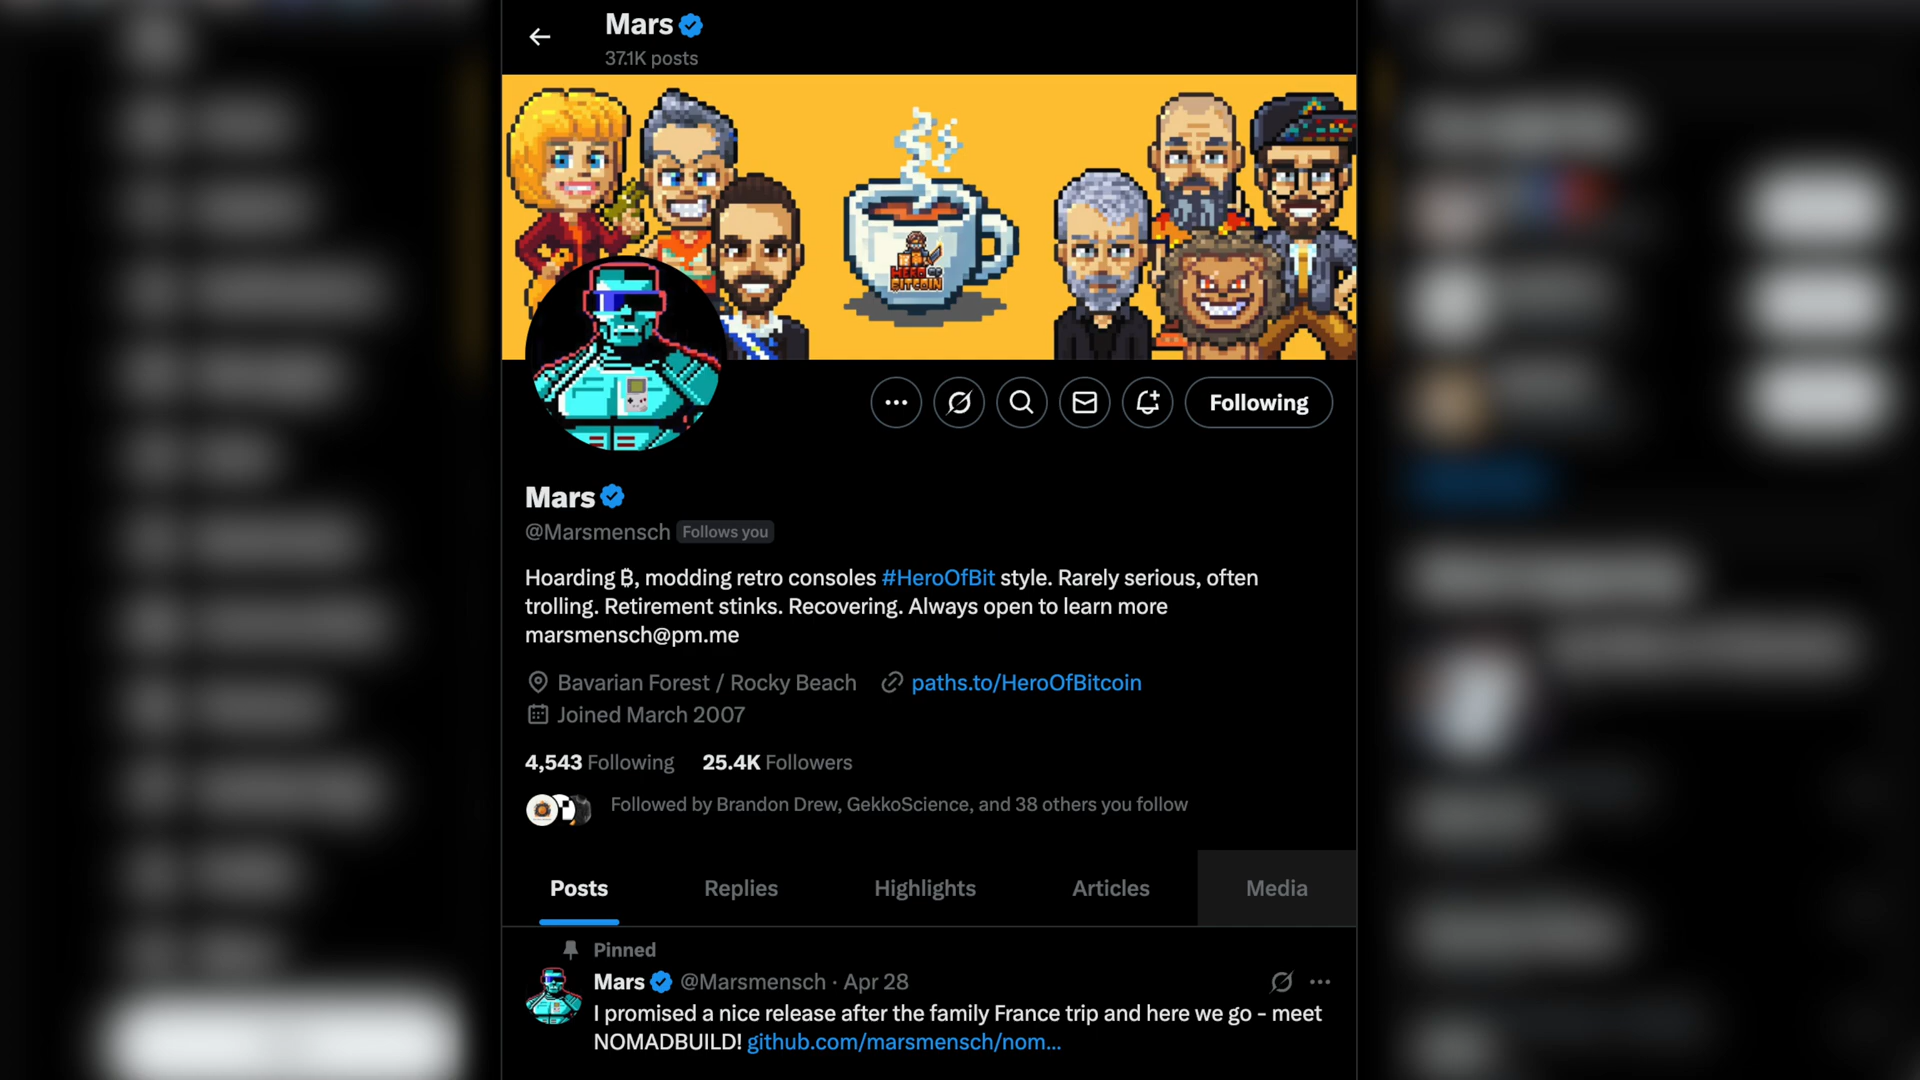 Mars
37.1K posts
HERO OF
BITCOIN
Following
Mars
@Marsmensch Follows you
Hoarding ₿, modding retro consoles #HeroOfBit style. Rarely serious, often
trolling. Retirement stinks. Recovering. Always open to learn more
marsmensch@pm.me
Bavarian Forest / Rocky Beach paths.to/HeroOfBitcoin
Joined March 2007
4,543 Following 25.4K Followers
Followed by Brandon Drew, GekkoScience, and 38 others you follow
Posts Replies Highlights Articles Media
Pinned
Mars @Marsmensch · Apr 28
I promised a nice release after the family France trip and here we go - meet
NOMADBUILD! github.com/marsmensch/nom...